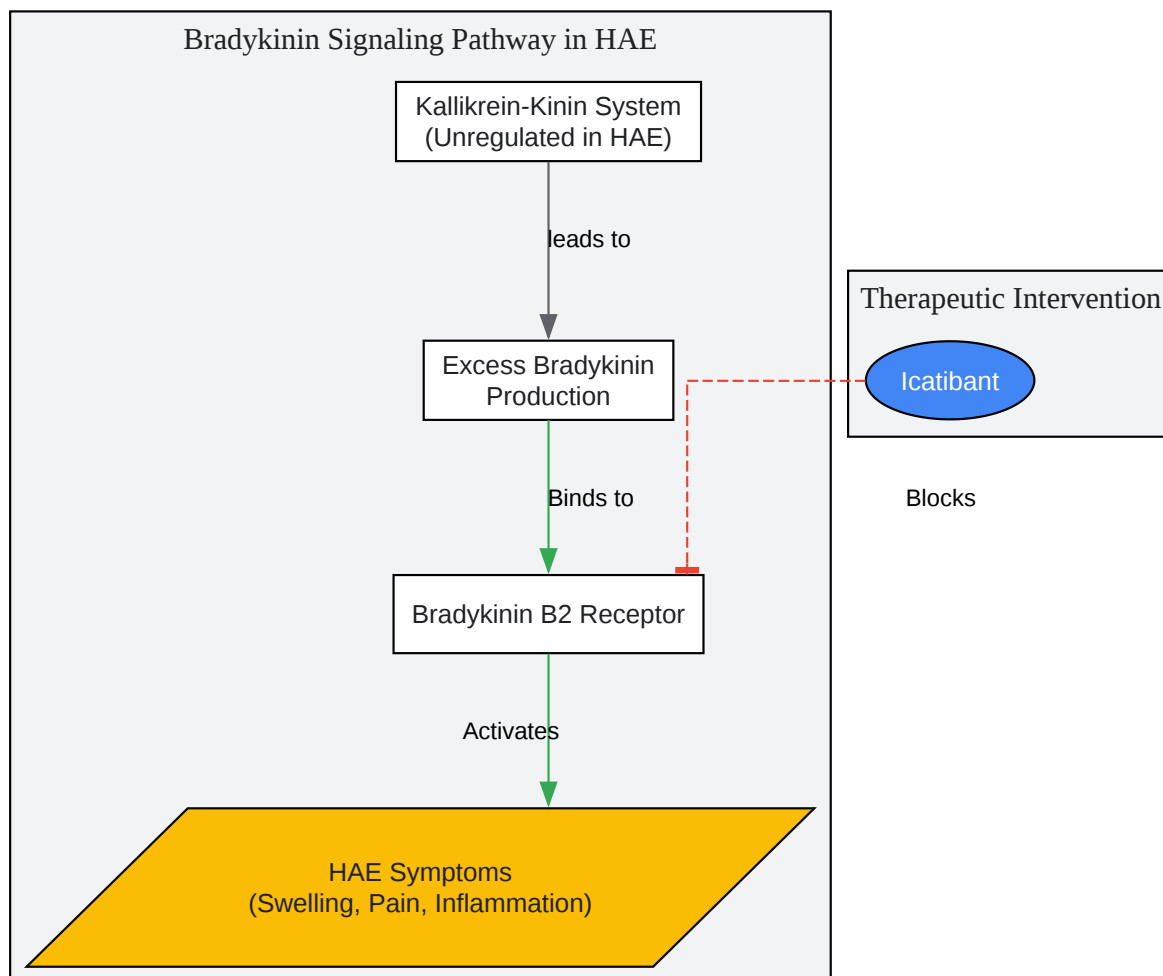 Bradykinin Signaling Pathway in HAE
Kallikrein-Kinin System
(Unregulated in HAE)
leads to
Therapeutic Intervention
Excess Bradykinin
Production
Icatibant
Binds to
Blocks
Bradykinin B2 Receptor
Activates
HAE Symptoms
(Swelling, Pain, Inflammation)